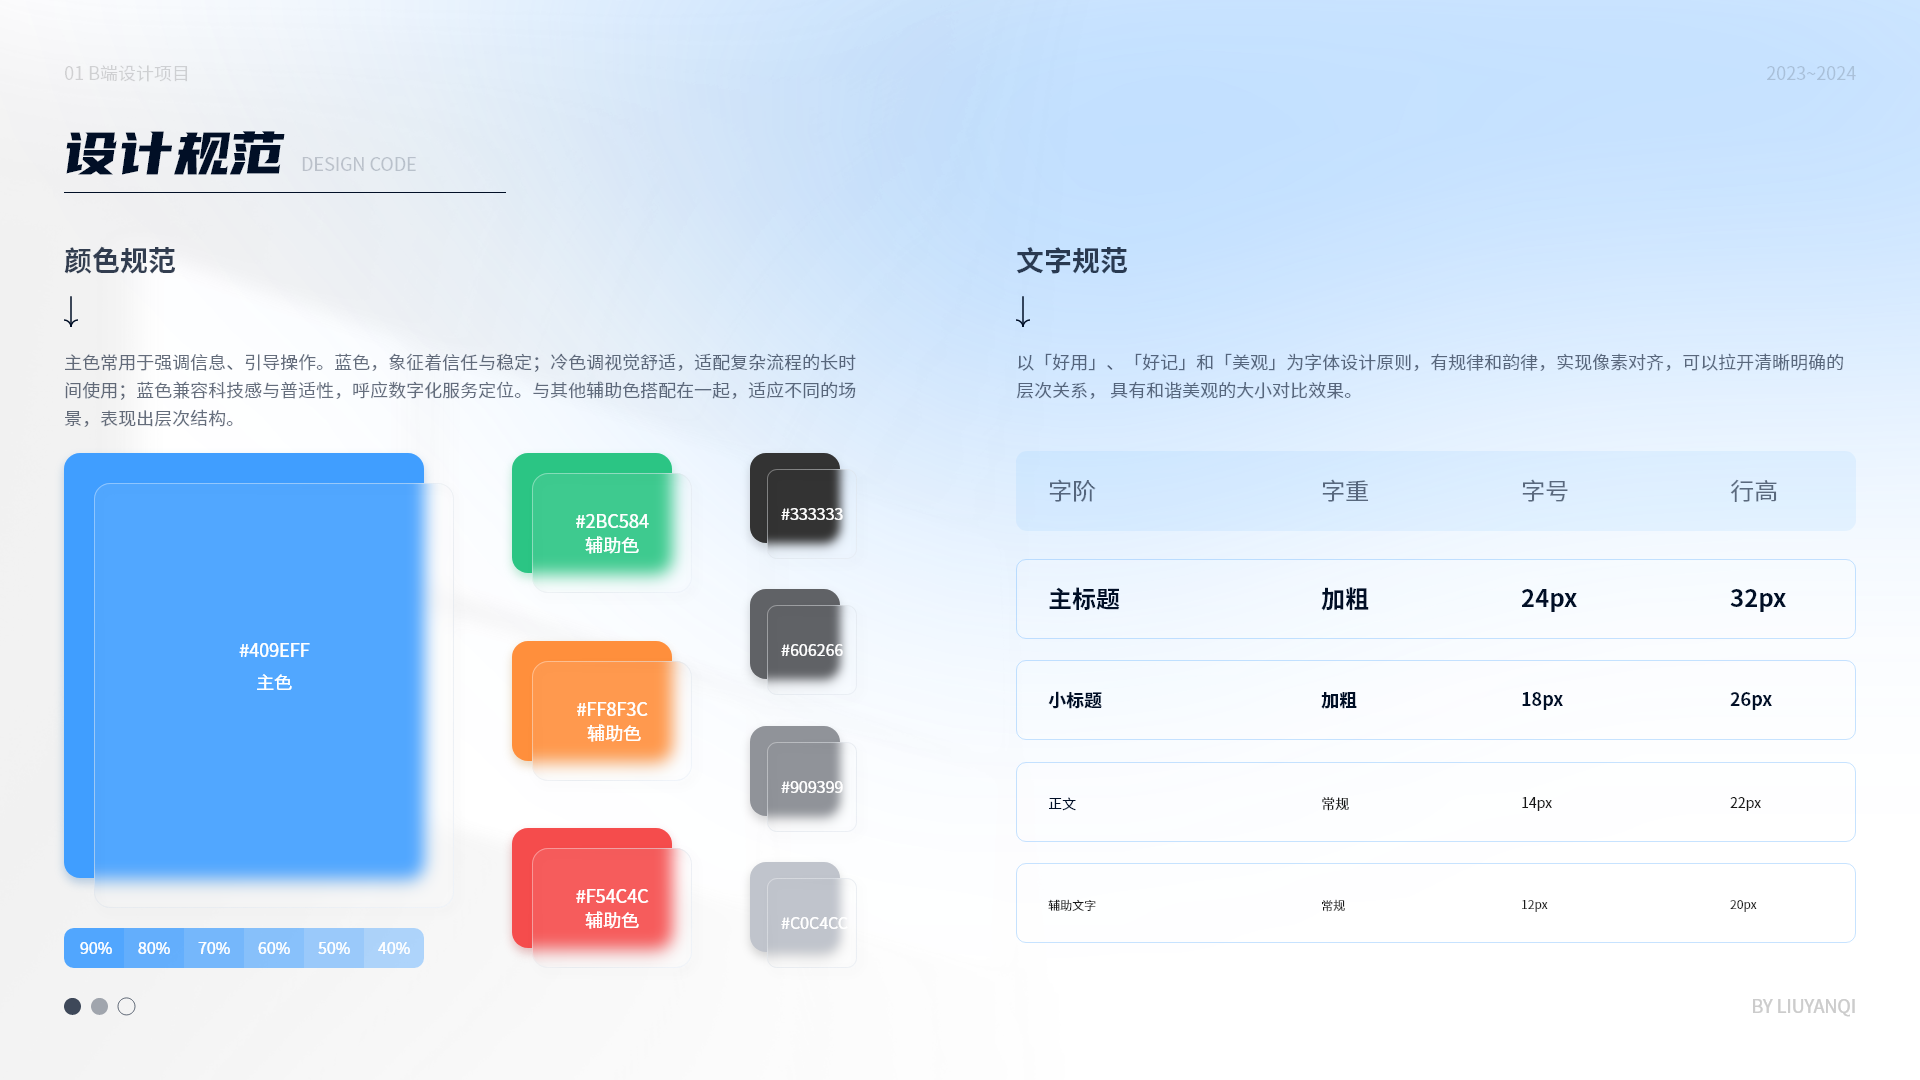 01 B端设计项目
2023~2024
设计规范 DESIGN CODE
颜色规范
主色常用于强调信息、引导操作。蓝色，象征着信任与稳定；冷色调视觉舒适，适配复杂流程的长时
间使用；蓝色兼容科技感与普适性，呼应数字化服务定位。与其他辅助色搭配在一起，适应不同的场
景，表现出层次结构。
#409EFF
主色
90% 80% 70% 60% 50% 40%
#2BC584
辅助色
#FF8F3C
辅助色
#F54C4C
辅助色
#333333
#606266
#909399
#C0C4CC
文字规范
以「好用」、「好记」和「美观」为字体设计原则，有规律和韵律，实现像素对齐，可以拉开清晰明确的
层次关系， 具有和谐美观的大小对比效果。
字阶 字重 字号 行高
主标题 加粗 24px 32px
小标题 加粗 18px 26px
正文 常规 14px 22px
辅助文字 常规 12px 20px
BY LIUYANQI